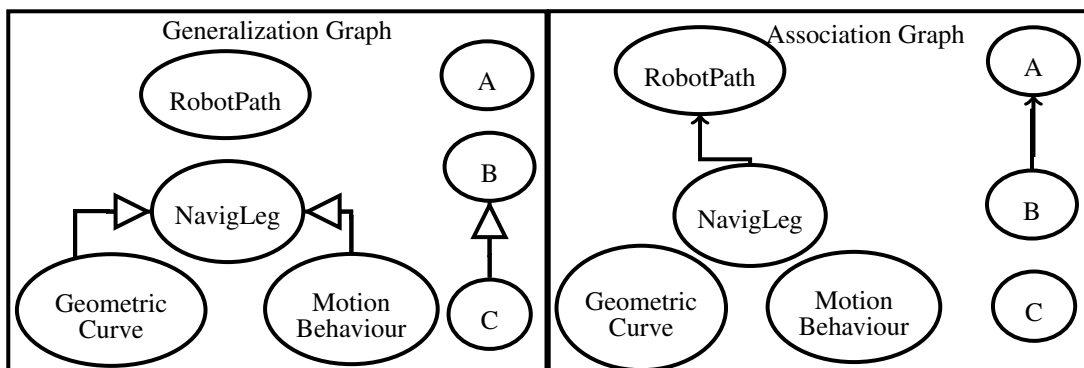 Generalization Graph
RobotPath
A
B
NavigLeg
Geometric
Curve
Motion
Behaviour
C
Association Graph
RobotPath
A
B
NavigLeg
Geometric
Curve
Motion
Behaviour
C